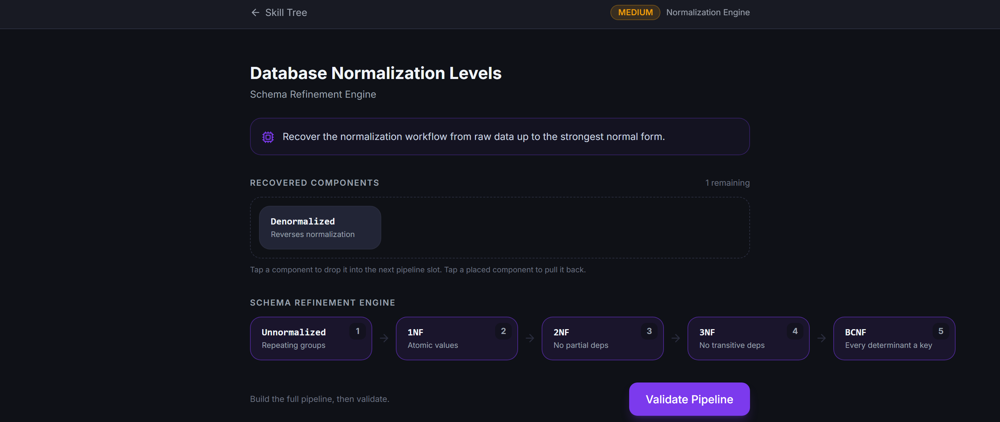 Skill Tree
MEDIUM Normalization Engine
Database Normalization Levels
Schema Refinement Engine
Recover the normalization workflow from raw data up to the strongest normal form.
RECOVERED COMPONENTS
1 remaining
Denormalized
Reverses normalization
Tap a component to drop it into the next pipeline slot. Tap a placed component to pull it back.
SCHEMA REFINEMENT ENGINE
Unnormalized 1
Repeating groups
1NF 2
Atomic values
2NF 3
No partial deps
3NF 4
No transitive deps
BCNF 5
Every determinant a key
Build the full pipeline, then validate.
Validate Pipeline